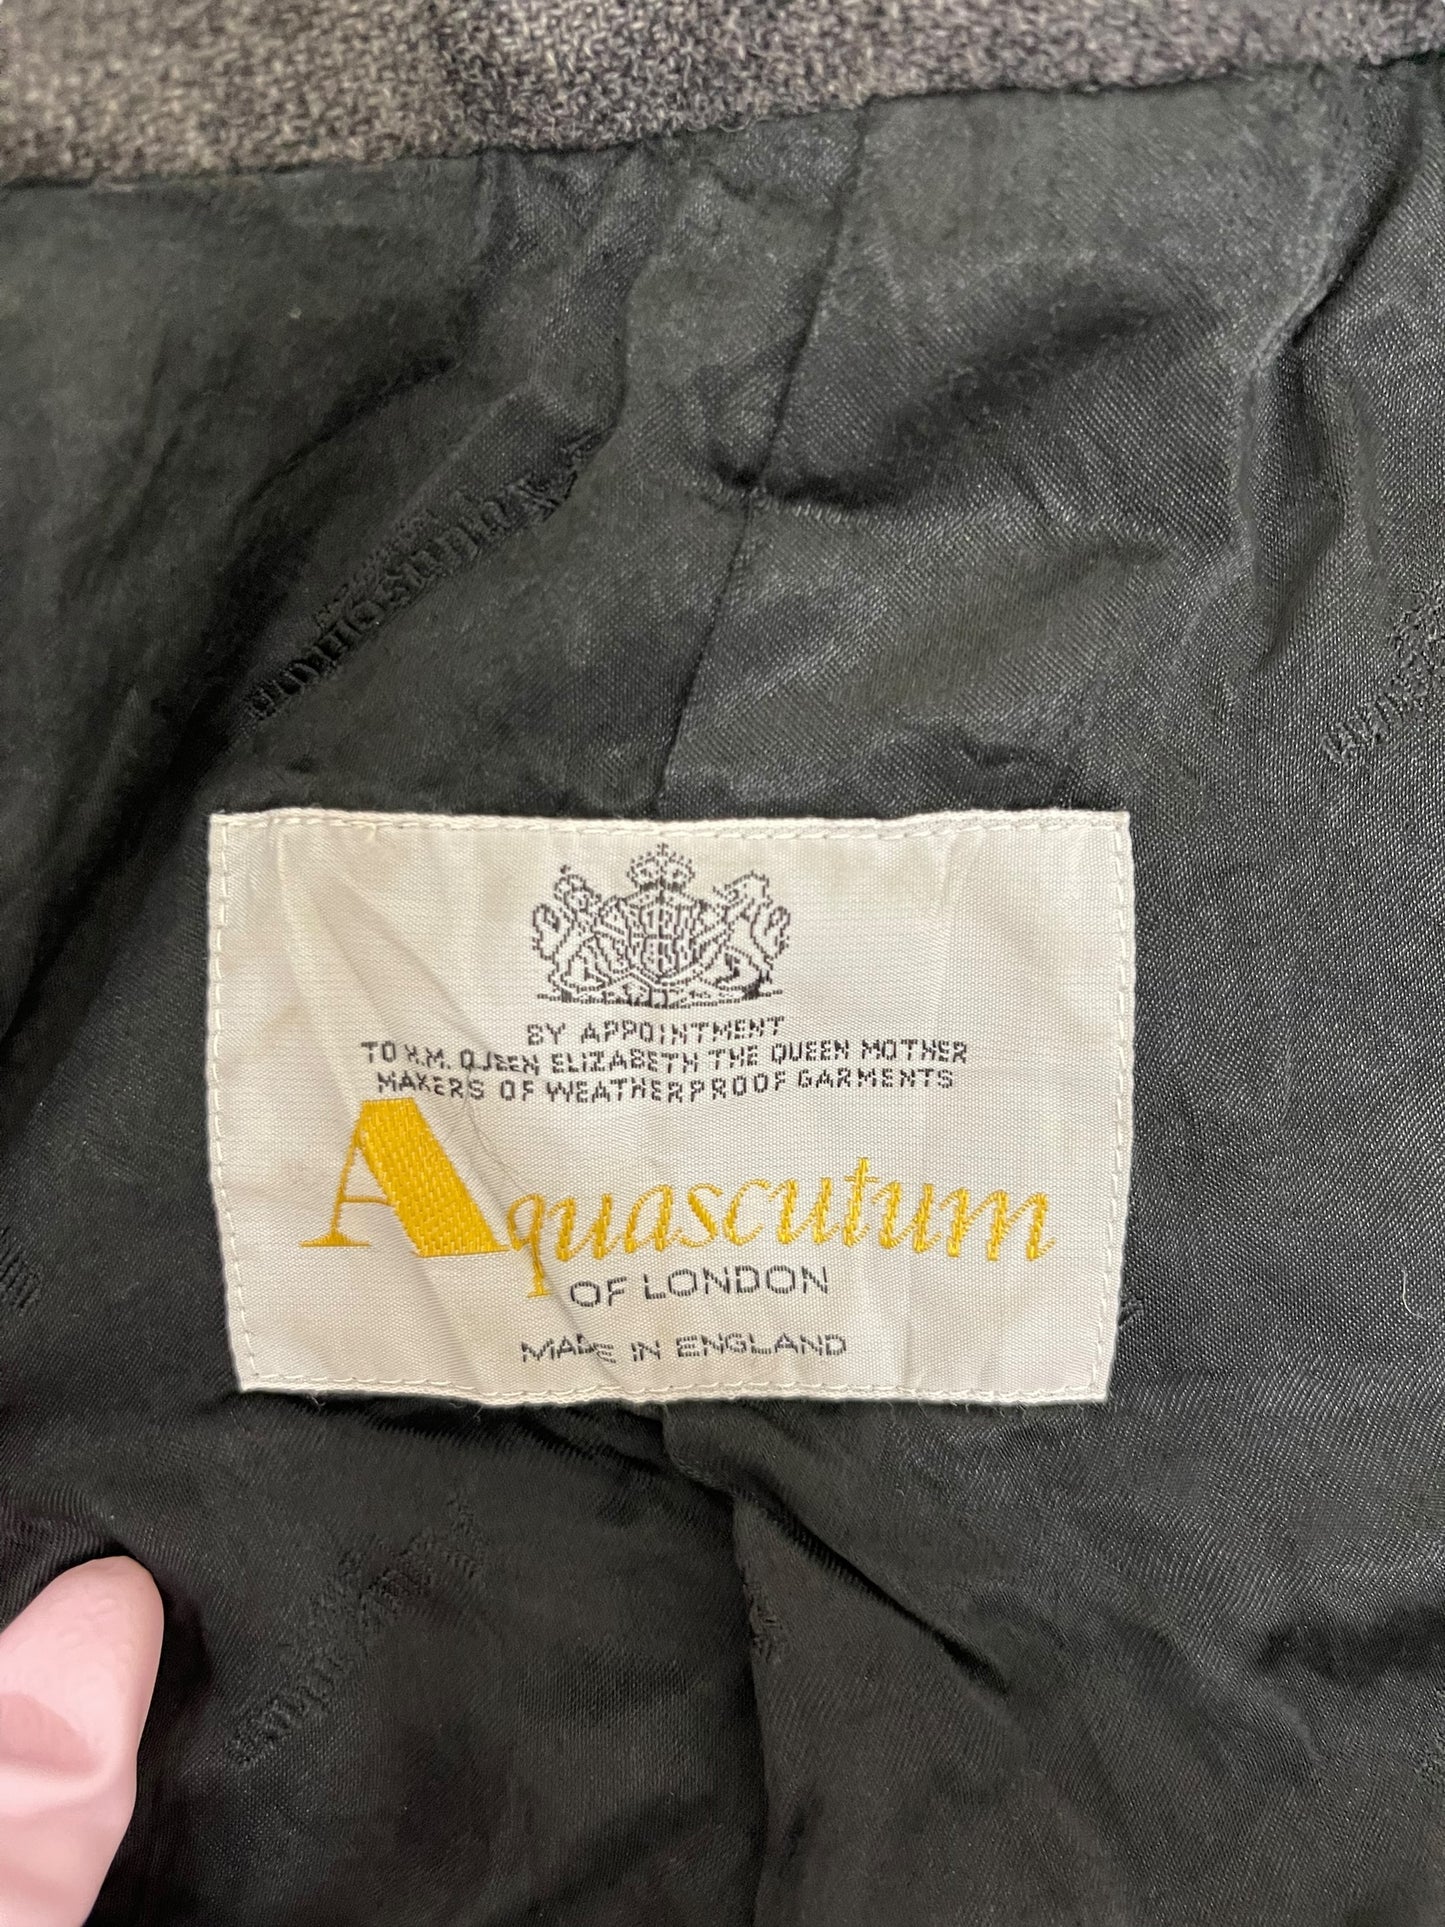 BY APPOINTMENT
TO H.M. QUEEN ELIZABETH THE QUEEN MOTHER
MAKERS OF WEATHERPROOF GARMENTS
Aquascutum
OF LONDON
MADE IN ENGLAND